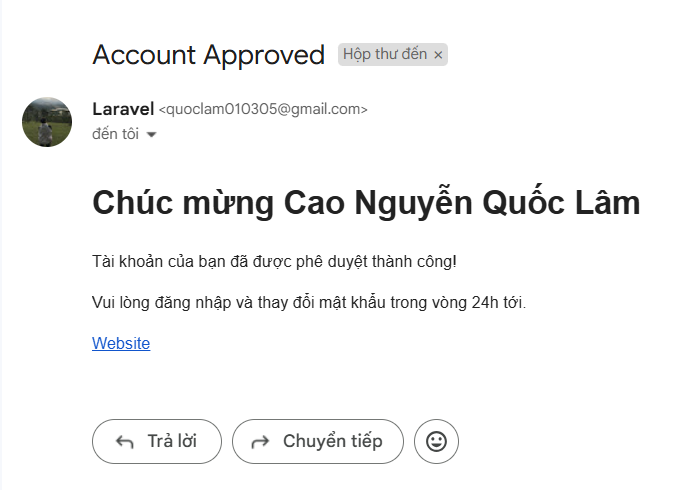 Account Approved Hộp thư đến ×
Laravel <quoclam010305@gmail.com>
đến tôi
Chúc mừng Cao Nguyễn Quốc Lâm
Tài khoản của bạn đã được phê duyệt thành công!
Vui lòng đăng nhập và thay đổi mật khẩu trong vòng 24h tới.
Website
Trả lời Chuyển tiếp